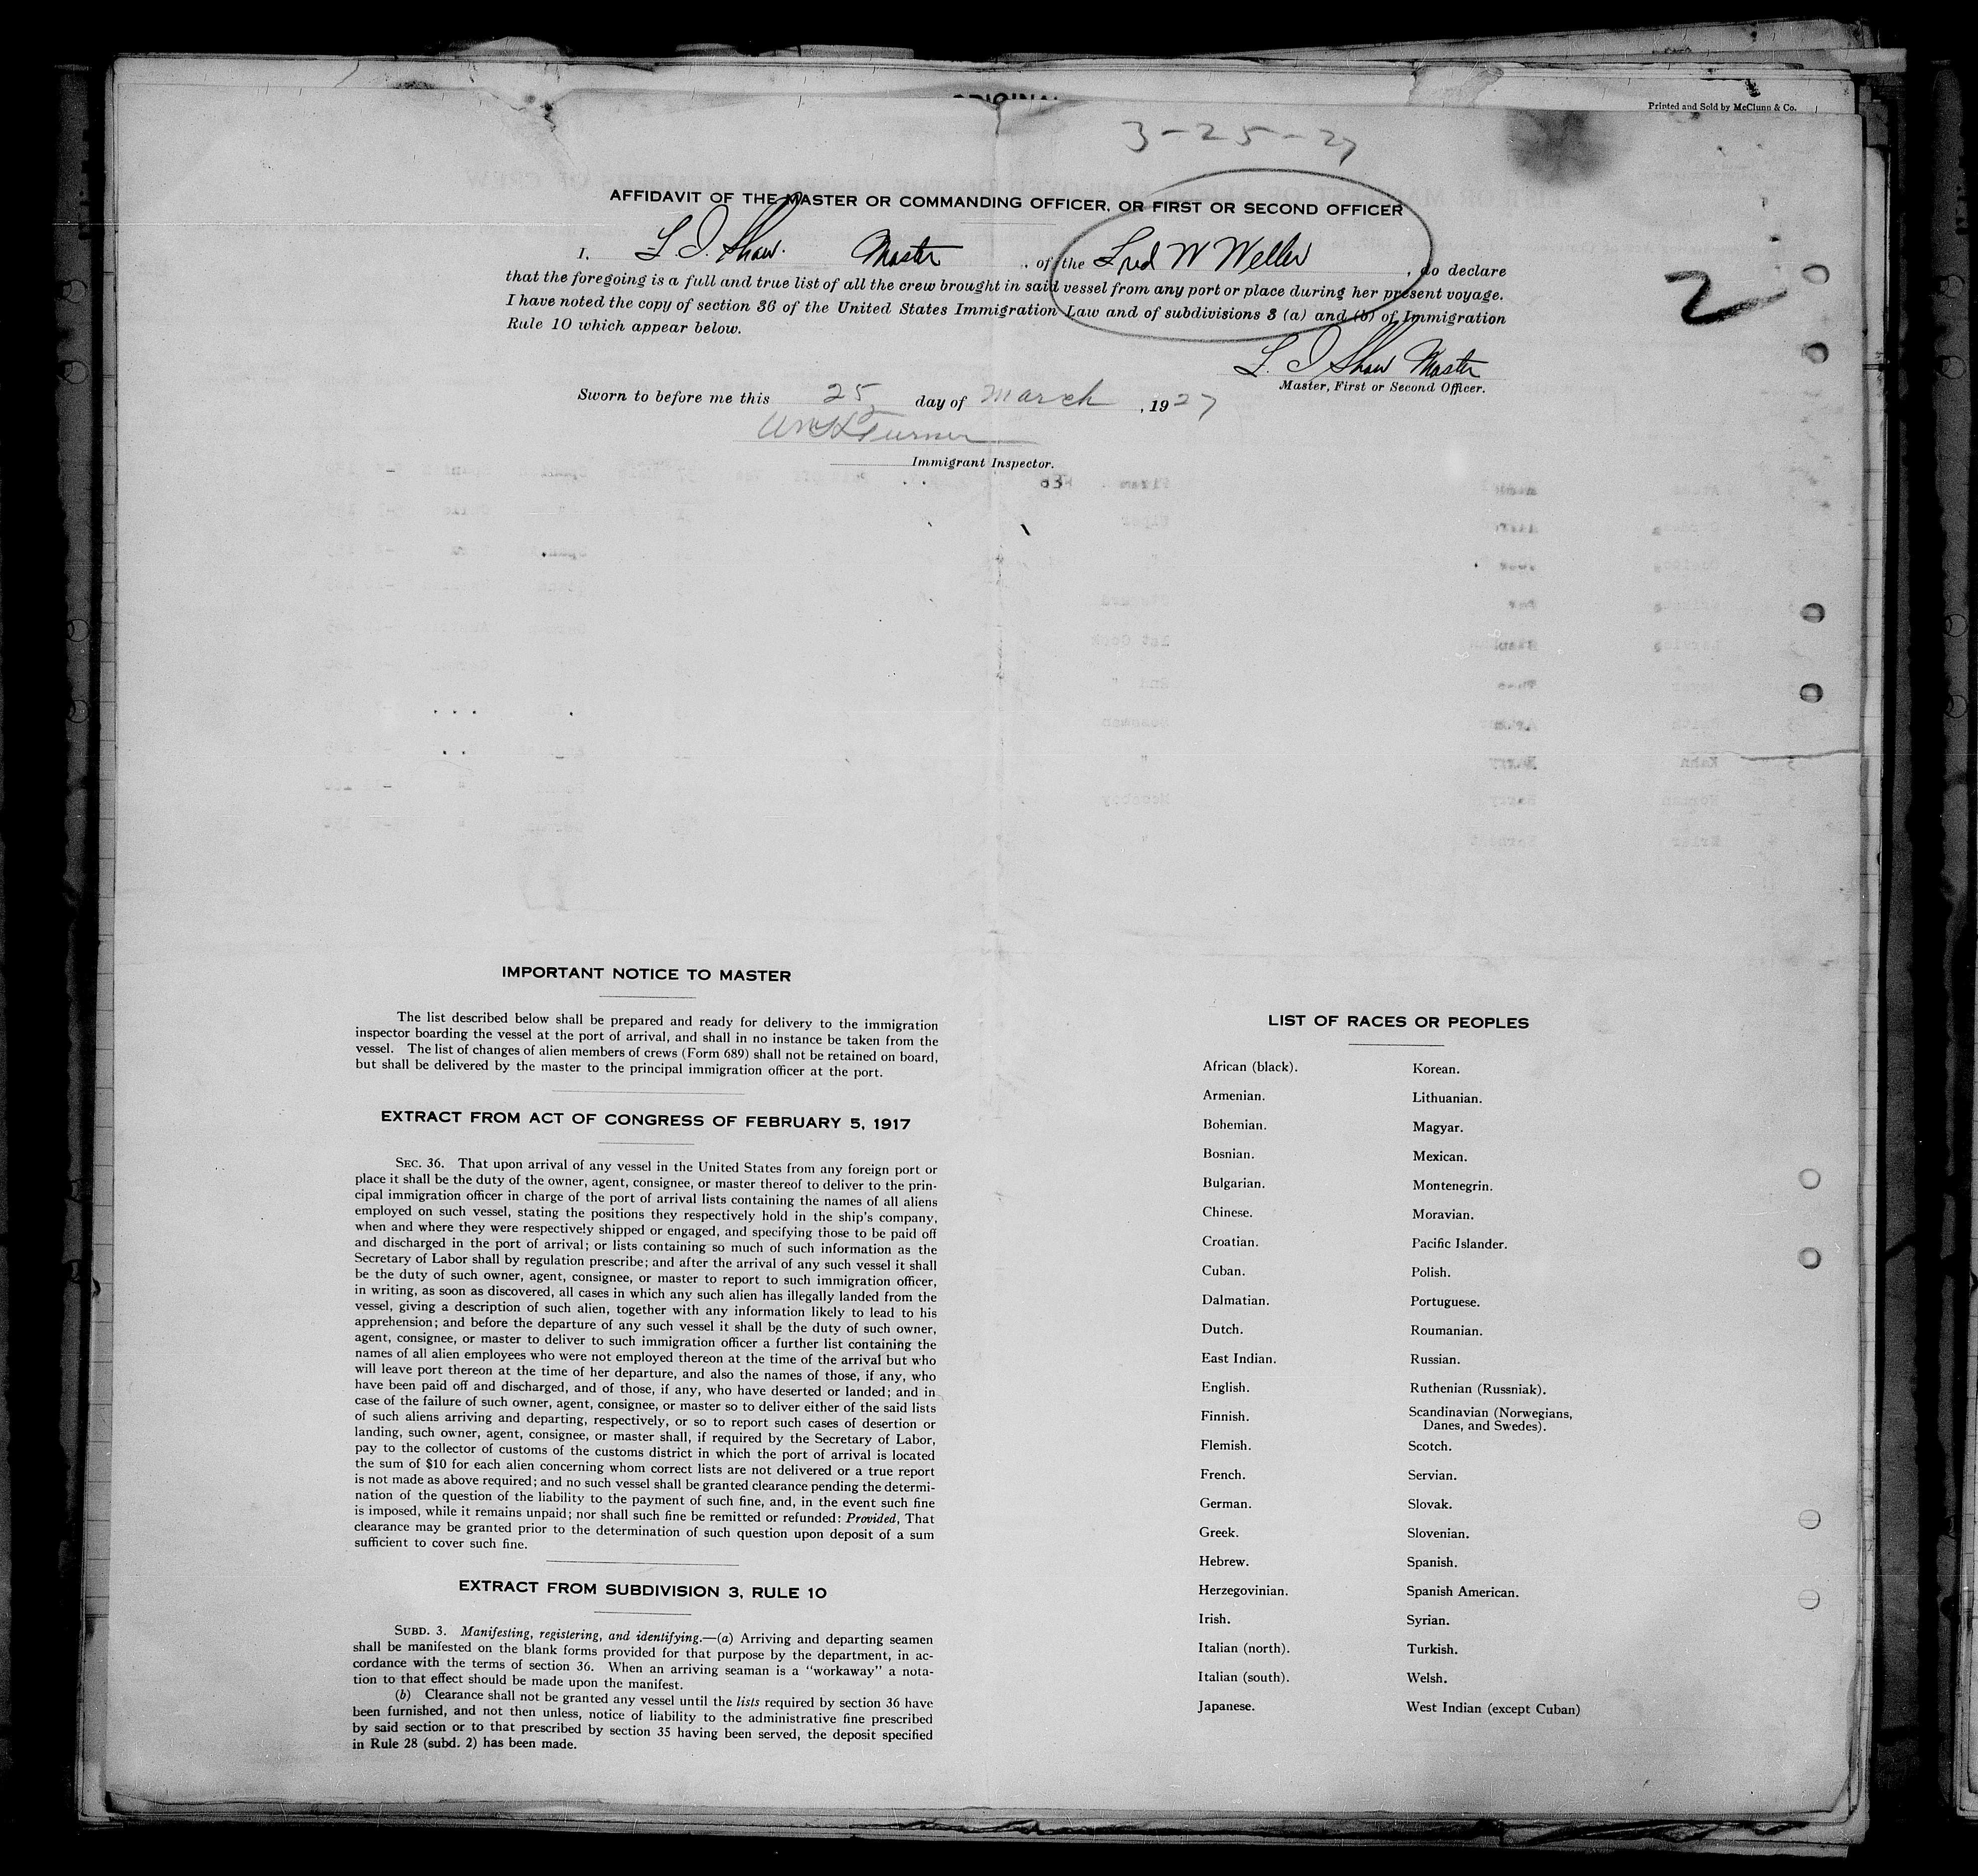 ORIGINAL
Printed and Sold by McClunn & Co.
3-25-27
AFFIDAVIT OF THE MASTER OR COMMANDING OFFICER, OR FIRST OR SECOND OFFICER
I, L. I. Shaw. Master, of the Fred W Weller, do declare
that the foregoing is a full and true list of all the crew brought in said vessel from any port or place during her present voyage.
I have noted the copy of section 36 of the United States Immigration Law and of subdivisions 3 (a) and (b) of Immigration
Rule 10 which appear below.
2
L. I Shaw Master
Master, First or Second Officer.
Sworn to before me this 25 day of March, 1927
Wm H Turner
Immigrant Inspector.
IMPORTANT NOTICE TO MASTER
The list described below shall be prepared and ready for delivery to the immigration
inspector boarding the vessel at the port of arrival, and shall in no instance be taken from the
vessel. The list of changes of alien members of crews (Form 689) shall not be retained on board,
but shall be delivered by the master to the principal immigration officer at the port.
EXTRACT FROM ACT OF CONGRESS OF FEBRUARY 5, 1917
SEC. 36. That upon arrival of any vessel in the United States from any foreign port or
place it shall be the duty of the owner, agent, consignee, or master thereof to deliver to the prin-
cipal immigration officer in charge of the port of arrival lists containing the names of all aliens
employed on such vessel, stating the positions they respectively hold in the ship's company,
when and where they were respectively shipped or engaged, and specifying those to be paid off
and discharged in the port of arrival; or lists containing so much of such information as the
Secretary of Labor shall by regulation prescribe; and after the arrival of any such vessel it shall
be the duty of such owner, agent, consignee, or master to report to such immigration officer,
in writing, as soon as discovered, all cases in which any such alien has illegally landed from the
vessel, giving a description of such alien, together with any information likely to lead to his
apprehension; and before the departure of any such vessel it shall be the duty of such owner,
agent, consignee, or master to deliver to such immigration officer a further list containing the
names of all alien employees who were not employed thereon at the time of the arrival but who
will leave port thereon at the time of her departure, and also the names of those, if any, who
have been paid off and discharged, and of those, if any, who have deserted or landed; and in
case of the failure of such owner, agent, consignee, or master so to deliver either of the said lists
of such aliens arriving and departing, respectively, or so to report such cases of desertion or
landing, such owner, agent, consignee, or master shall, if required by the Secretary of Labor,
pay to the collector of customs of the customs district in which the port of arrival is located
the sum of $10 for each alien concerning whom correct lists are not delivered or a true report
is not made as above required; and no such vessel shall be granted clearance pending the determi-
nation of the question of the liability to the payment of such fine, and, in the event such fine
is imposed, while it remains unpaid; nor shall such fine be remitted or refunded: Provided, That
clearance may be granted prior to the determination of such question upon deposit of a sum
sufficient to cover such fine.
EXTRACT FROM SUBDIVISION 3, RULE 10
SUBD. 3. Manifesting, registering, and identifying.—(a) Arriving and departing seamen
shall be manifested on the blank forms provided for that purpose by the department, in ac-
cordance with the terms of section 36. When an arriving seaman is a "workaway" a nota-
tion to that effect should be made upon the manifest.
(b) Clearance shall not be granted any vessel until the lists required by section 36 have
been furnished, and not then unless, notice of liability to the administrative fine prescribed
by said section or to that prescribed by section 35 having been served, the deposit specified
in Rule 28 (subd. 2) has been made.
LIST OF RACES OR PEOPLES
African (black).
Armenian.
Bohemian.
Bosnian.
Bulgarian.
Chinese.
Croatian.
Cuban.
Dalmatian.
Dutch.
East Indian.
English.
Finnish.
Flemish.
French.
German.
Greek.
Hebrew.
Herzegovinian.
Irish.
Italian (north).
Italian (south).
Japanese.
Korean.
Lithuanian.
Magyar.
Mexican.
Montenegrin.
Moravian.
Pacific Islander.
Polish.
Portuguese.
Roumanian.
Russian.
Ruthenian (Russniak).
Scandinavian (Norwegians,
Danes, and Swedes).
Scotch.
Servian.
Slovak.
Slovenian.
Spanish.
Spanish American.
Syrian.
Turkish.
Welsh.
West Indian (except Cuban)